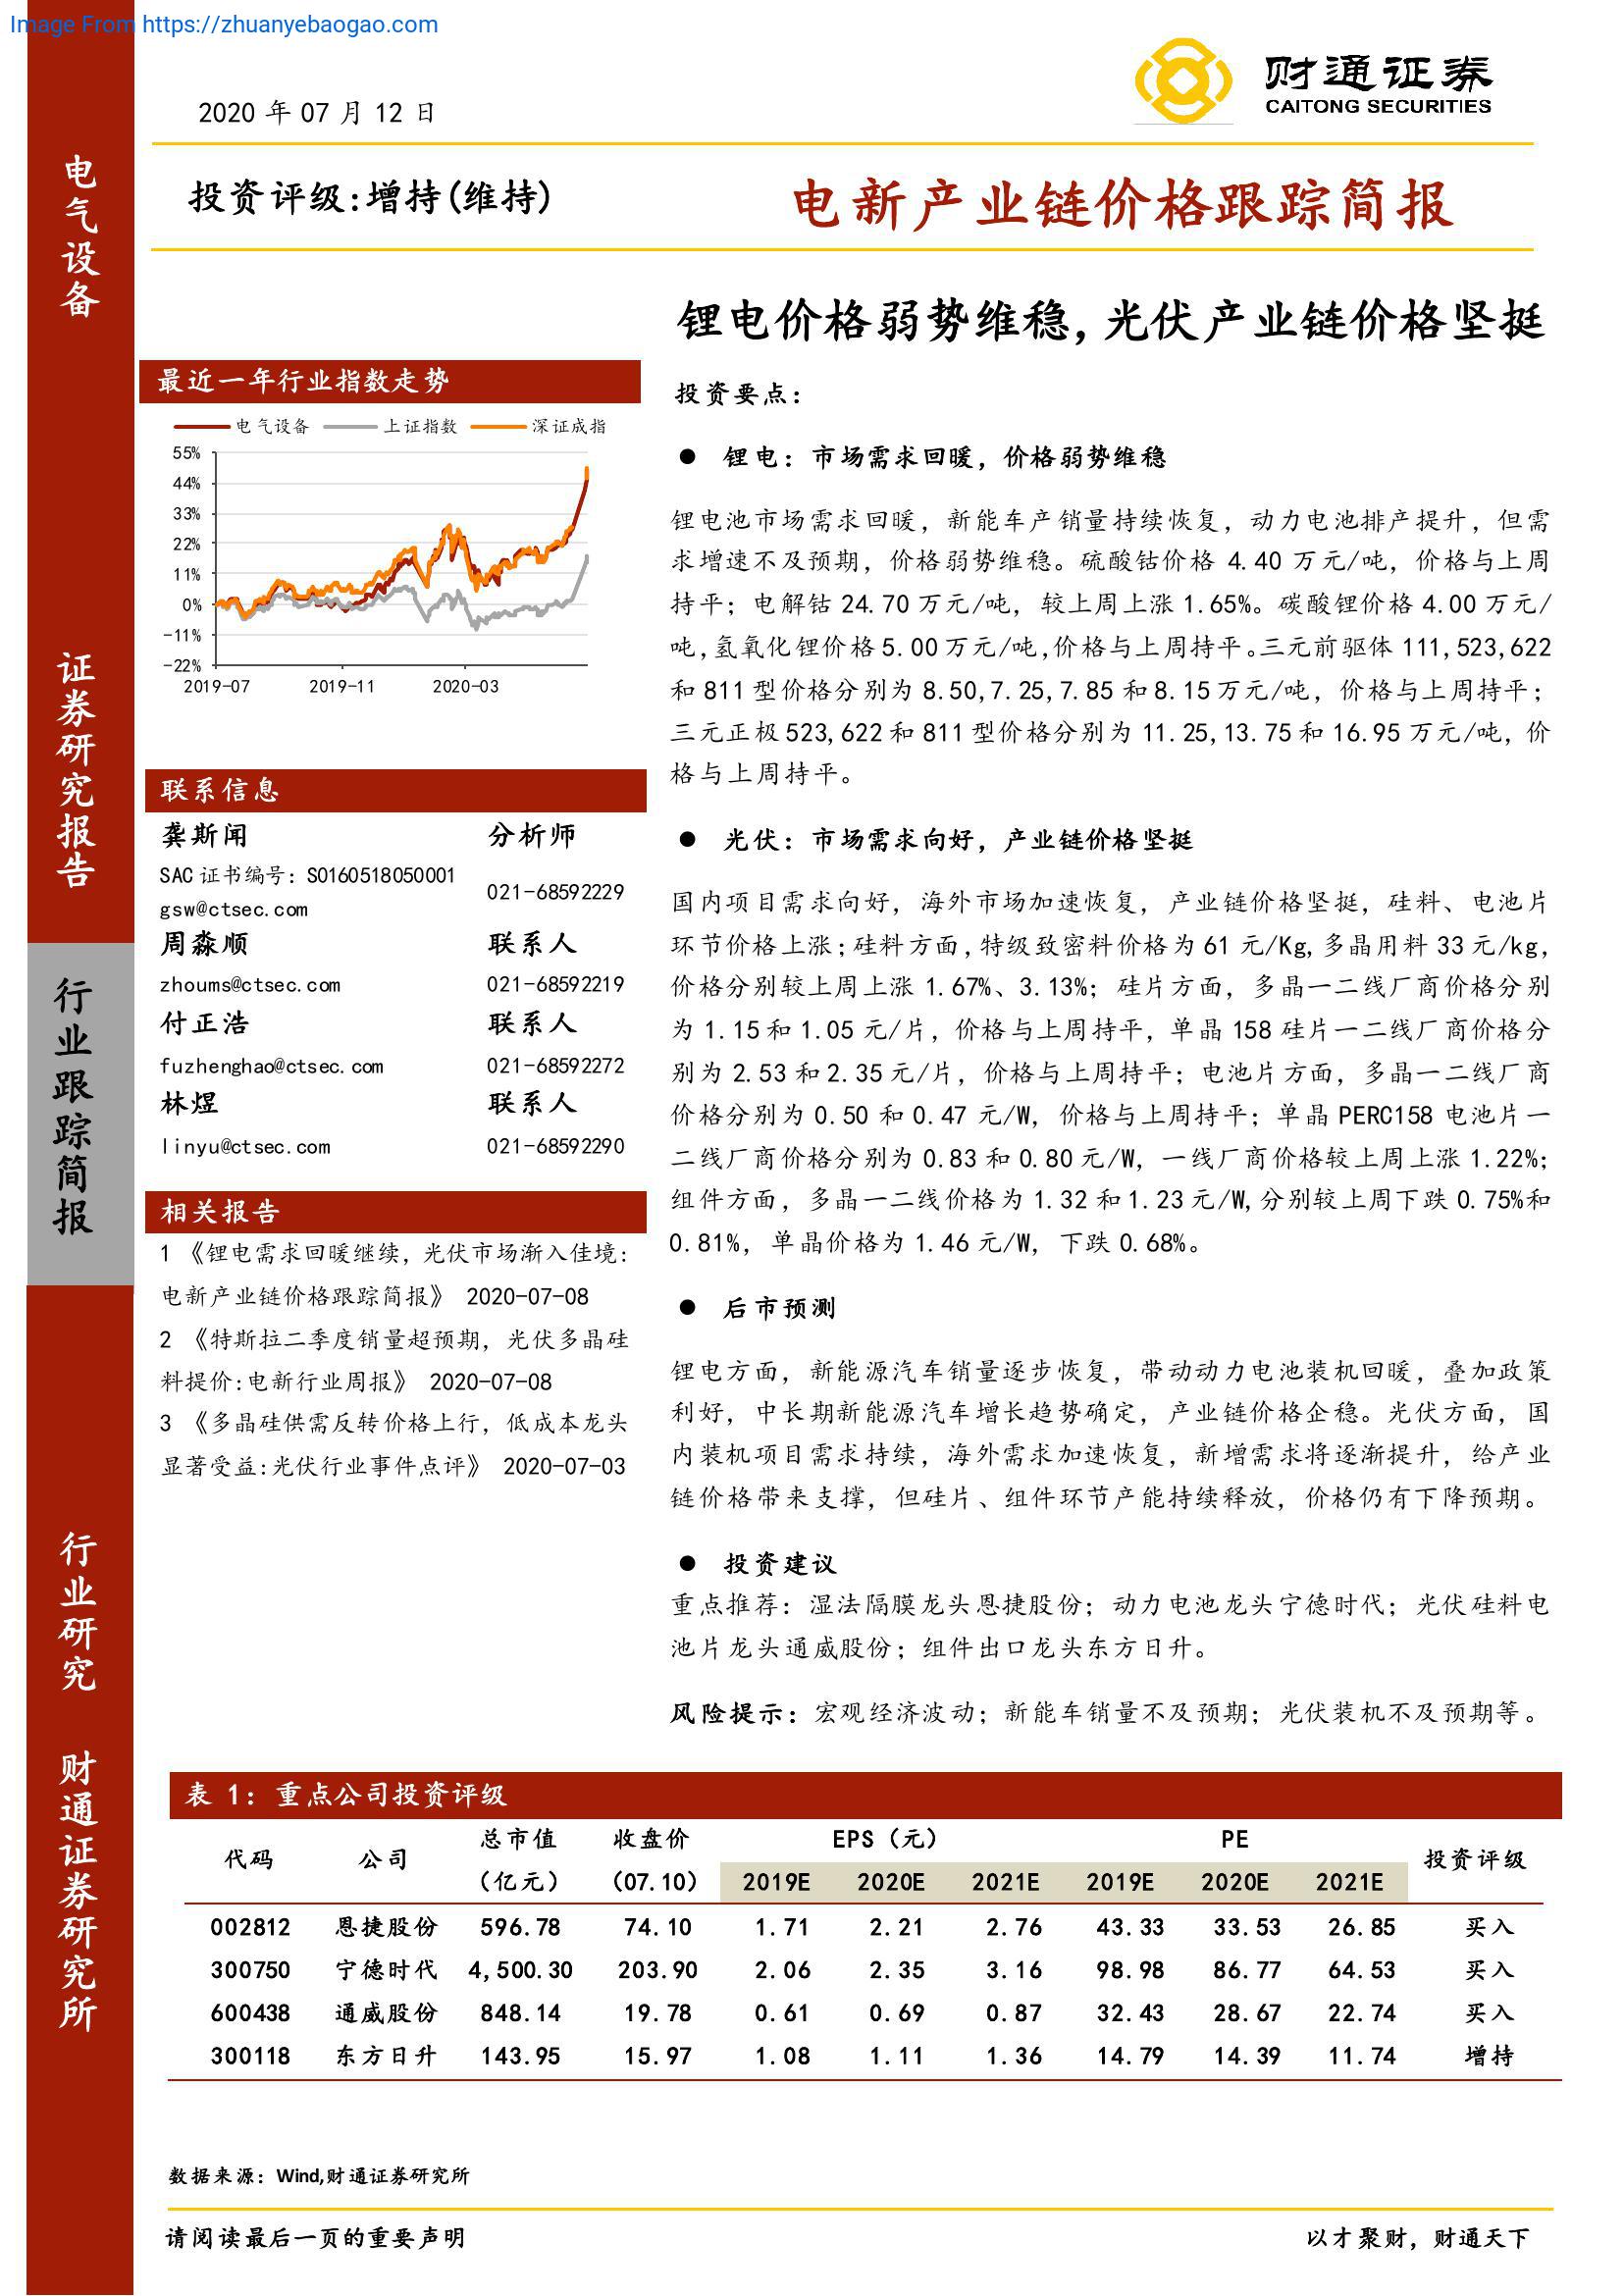 Image From https://zhuanyebaogao.com
财通证券
CAITONG SECURITIES
2020 年 07 月 12 日
投资评级:增持(维持)
电新产业链价格跟踪简报
电气设备
证券研究报告
行业跟踪简报
行业研究
财通证券研究所
最近一年行业指数走势
电气设备 上证指数 深证成指
55%
44%
33%
22%
11%
0%
-11%
-22%
2019-07 2019-11 2020-03
联系信息
龚斯闻 分析师
SAC 证书编号: S0160518050001
021-68592229
gsw@ctsec.com
周淼顺 联系人
zhoums@ctsec.com 021-68592219
付正浩 联系人
fuzhenghao@ctsec.com 021-68592272
林煜 联系人
linyu@ctsec.com 021-68592290
相关报告
1 《锂电需求回暖继续，光伏市场渐入佳境:
电新产业链价格跟踪简报》 2020-07-08
2 《特斯拉二季度销量超预期，光伏多晶硅
料提价:电新行业周报》 2020-07-08
3 《多晶硅供需反转价格上行，低成本龙头
显著受益:光伏行业事件点评》 2020-07-03
锂电价格弱势维稳,光伏产业链价格坚挺
投资要点:
● 锂电: 市场需求回暖，价格弱势维稳
锂电池市场需求回暖，新能车产销量持续恢复，动力电池排产提升，但需
求增速不及预期，价格弱势维稳。硫酸钴价格 4.40 万元/吨，价格与上周
持平；电解钴 24.70 万元/吨，较上周上涨 1.65%。碳酸锂价格 4.00 万元/
吨,氢氧化锂价格 5.00 万元/吨,价格与上周持平。三元前驱体 111,523,622
和 811 型价格分别为 8.50,7.25,7.85 和 8.15 万元/吨，价格与上周持平；
三元正极 523,622 和 811 型价格分别为 11.25,13.75 和 16.95 万元/吨，价
格与上周持平。
● 光伏: 市场需求向好，产业链价格坚挺
国内项目需求向好，海外市场加速恢复，产业链价格坚挺，硅料、电池片
环节价格上涨;硅料方面,特级致密料价格为 61 元/Kg,多晶用料 33 元/kg,
价格分别较上周上涨 1.67%、3.13%；硅片方面，多晶一二线厂商价格分别
为 1.15 和 1.05 元/片，价格与上周持平，单晶 158 硅片一二线厂商价格分
别为 2.53 和 2.35 元/片，价格与上周持平；电池片方面，多晶一二线厂商
价格分别为 0.50 和 0.47 元/W，价格与上周持平；单晶 PERC158 电池片一
二线厂商价格分别为 0.83 和 0.80 元/W，一线厂商价格较上周上涨 1.22%；
组件方面，多晶一二线价格为 1.32 和 1.23 元/W,分别较上周下跌 0.75%和
0.81%，单晶价格为 1.46 元/W，下跌 0.68%。
● 后市预测
锂电方面，新能源汽车销量逐步恢复，带动动力电池装机回暖，叠加政策
利好，中长期新能源汽车增长趋势确定，产业链价格企稳。光伏方面，国
内装机项目需求持续，海外需求加速恢复，新增需求将逐渐提升，给产业
链价格带来支撑，但硅片、组件环节产能持续释放，价格仍有下降预期。
● 投资建议
重点推荐：湿法隔膜龙头恩捷股份；动力电池龙头宁德时代；光伏硅料电
池片龙头通威股份；组件出口龙头东方日升。
风险提示：宏观经济波动；新能车销量不及预期；光伏装机不及预期等。
表 1: 重点公司投资评级
代码 公司 总市值 收盘价 EPS（元） PE 投资评级
（亿元） (07.10) 2019E 2020E 2021E 2019E 2020E 2021E
002812 恩捷股份 596.78 74.10 1.71 2.21 2.76 43.33 33.53 26.85 买入
300750 宁德时代 4,500.30 203.90 2.06 2.35 3.16 98.98 86.77 64.53 买入
600438 通威股份 848.14 19.78 0.61 0.69 0.87 32.43 28.67 22.74 买入
300118 东方日升 143.95 15.97 1.08 1.11 1.36 14.79 14.39 11.74 增持
数据来源：Wind,财通证券研究所
请阅读最后一页的重要声明
以才聚财，财通天下